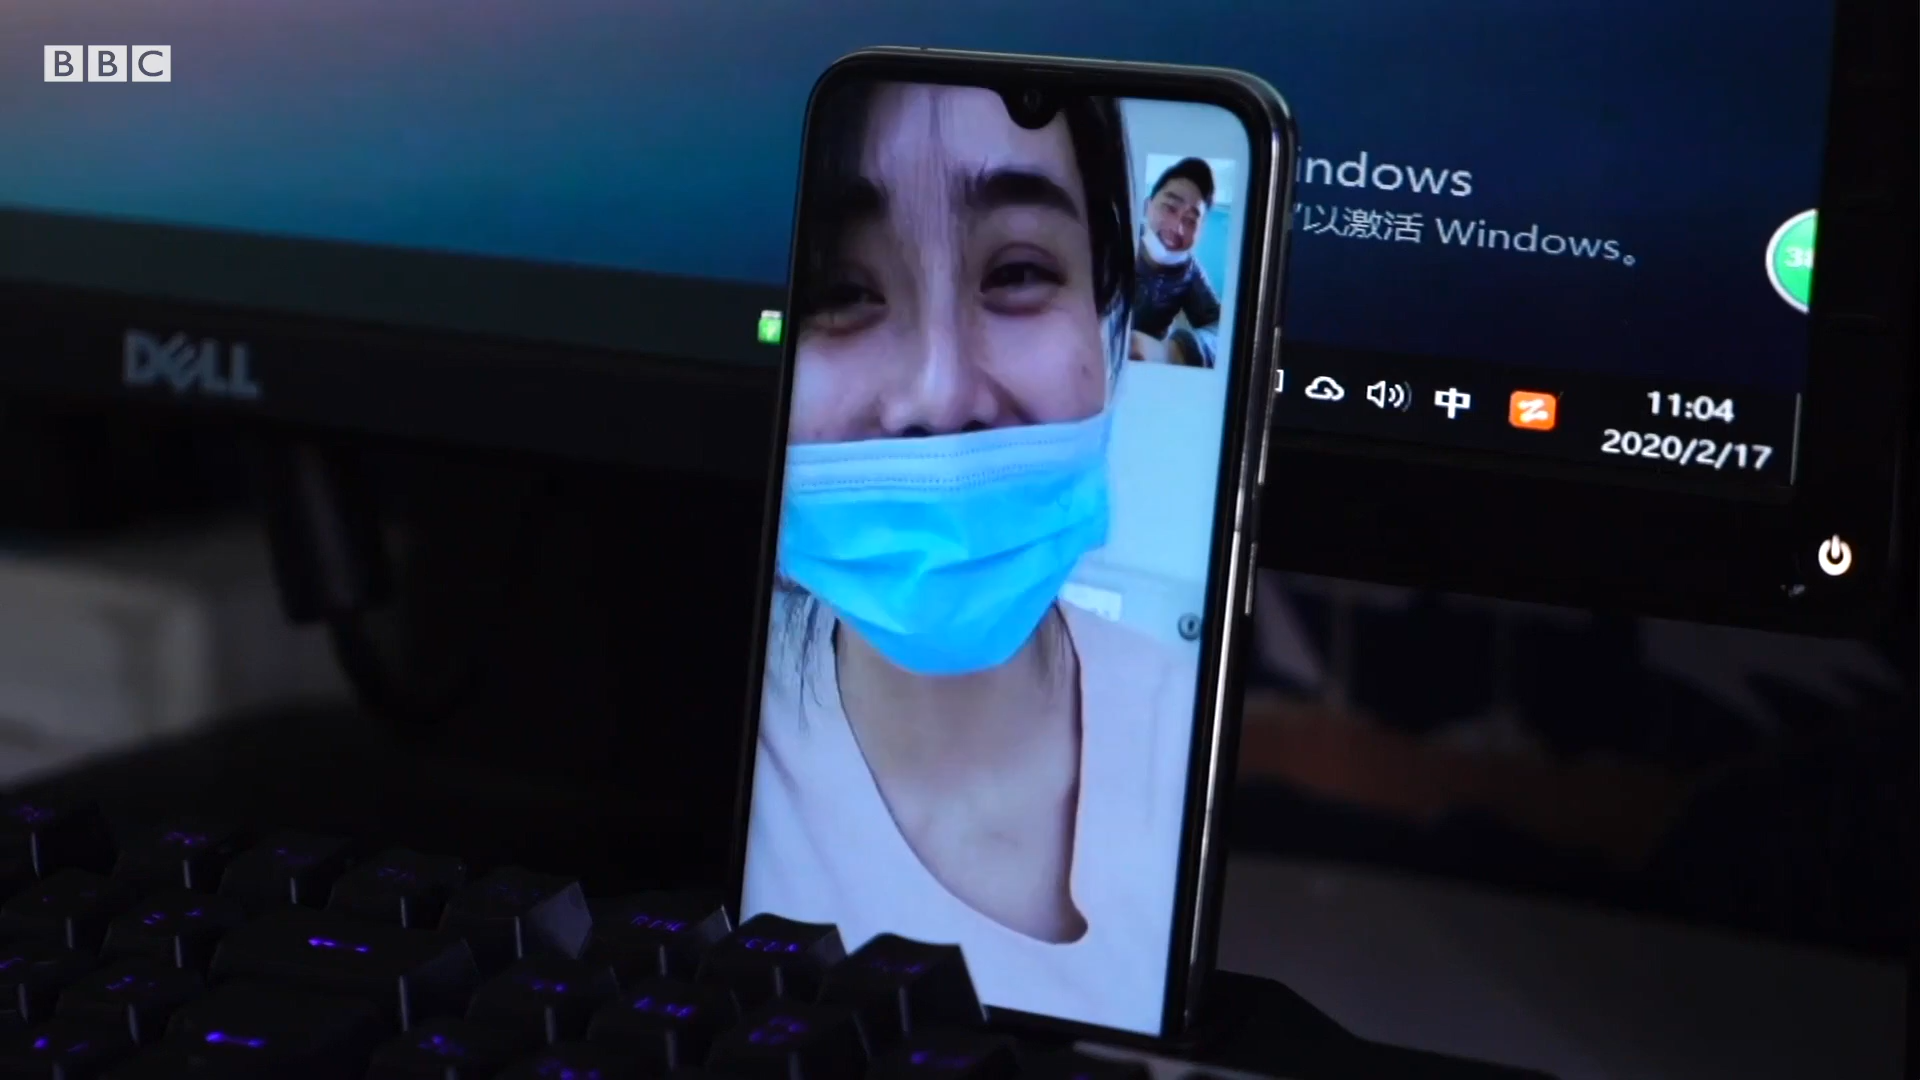 BBC
indows
以激活 Windows。
DELL
中
11:04
2020/2/17